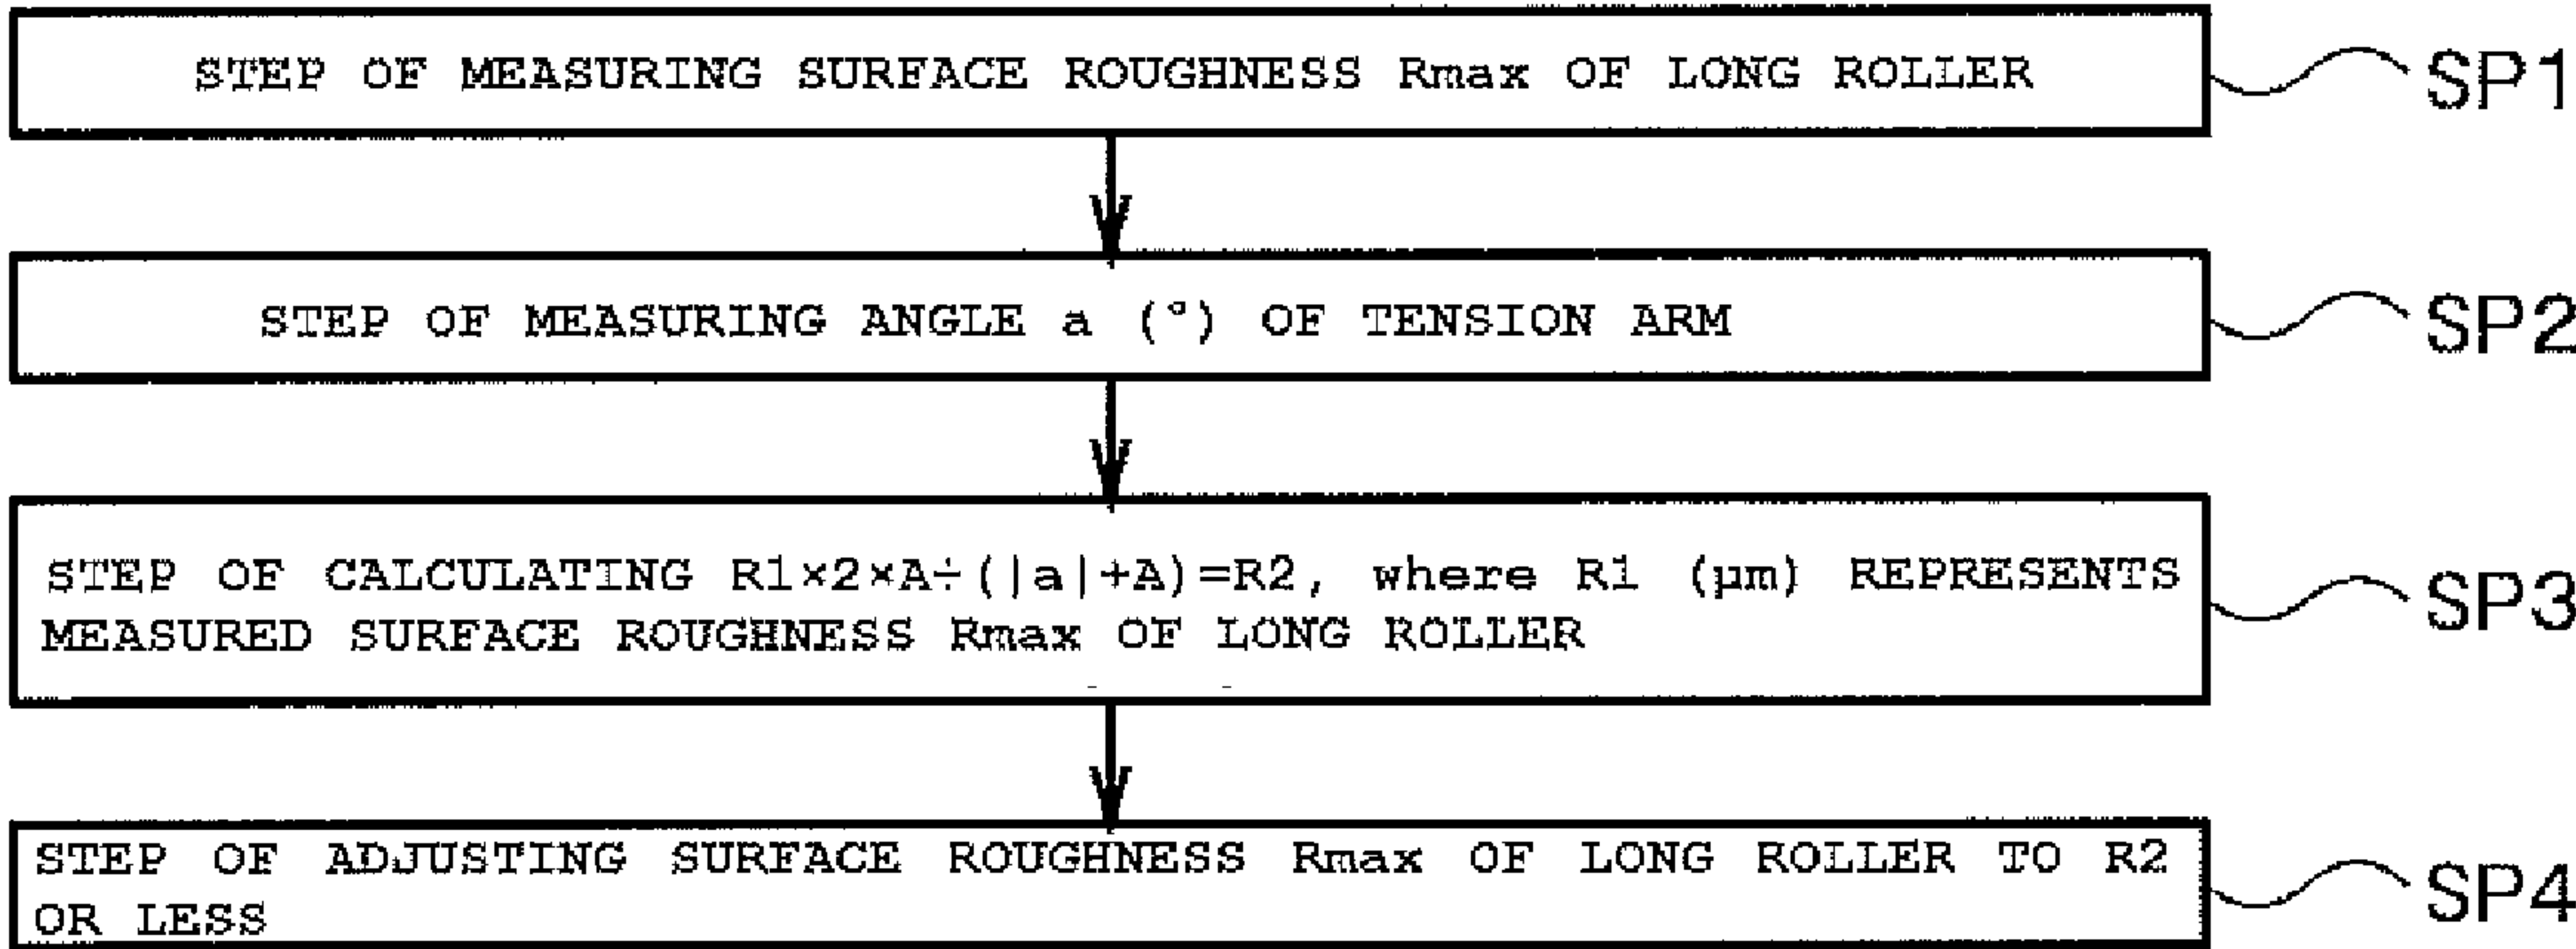 STEP OF MEASURING SURFACE ROUGHNESS Rmax OF LONG ROLLER
SP1
STEP OF MEASURING ANGLE a (°) OF TENSION ARM
SP2
STEP OF CALCULATING R1×2×A÷(|a|+A)=R2, where R1 (µm) REPRESENTS
MEASURED SURFACE ROUGHNESS Rmax OF LONG ROLLER
SP3
STEP OF ADJUSTING SURFACE ROUGHNESS Rmax OF LONG ROLLER TO R2
OR LESS
SP4